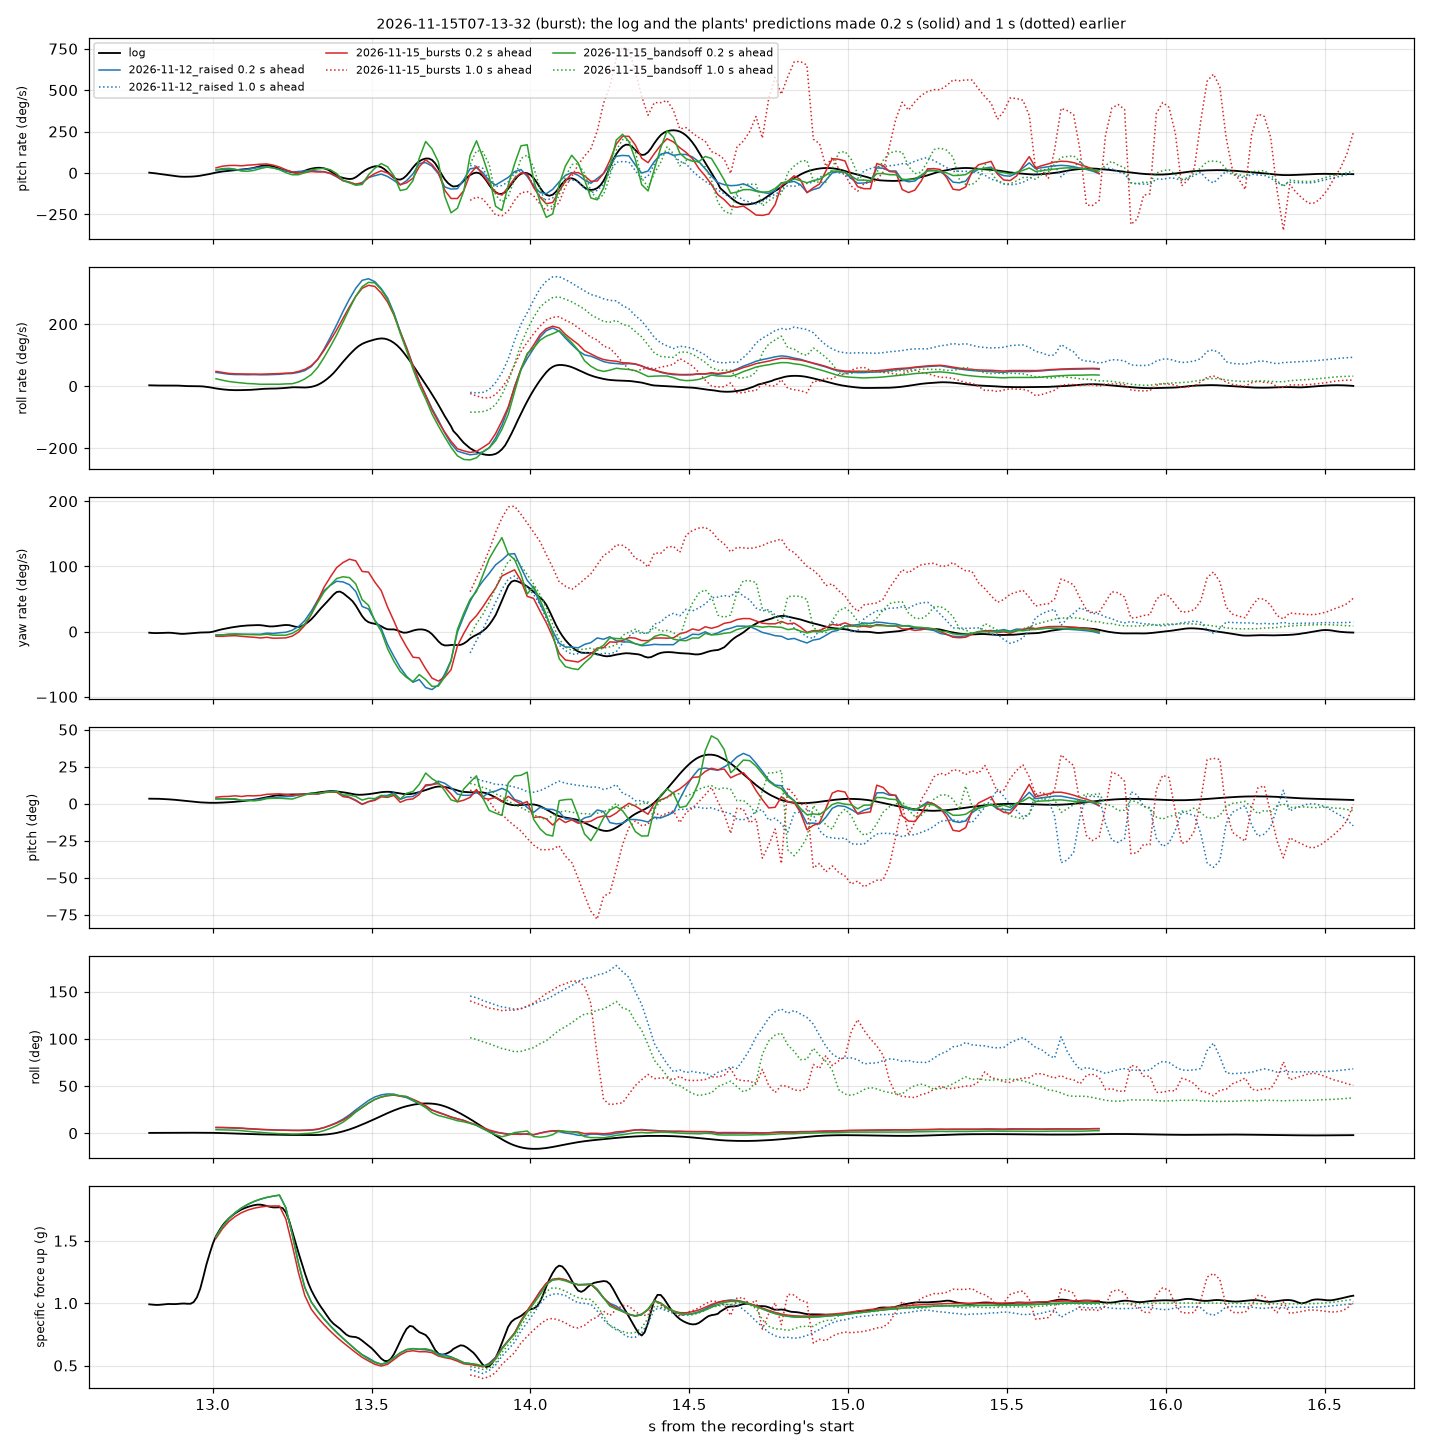 2026-11-15T07-13-32 (burst): the log and the plants' predictions made 0.2 s (solid) and 1 s (dotted) earlier
log
2026-11-12_raised 0.2 s ahead
2026-11-12_raised 1.0 s ahead
2026-11-15_bursts 0.2 s ahead
2026-11-15_bursts 1.0 s ahead
2026-11-15_bandsoff 0.2 s ahead
2026-11-15_bandsoff 1.0 s ahead
pitch rate (deg/s)
750
500
250
0
−250
roll rate (deg/s)
200
0
−200
yaw rate (deg/s)
200
100
0
−100
pitch (deg)
50
25
0
−25
−50
−75
roll (deg)
150
100
50
0
specific force up (g)
1.5
1.0
0.5
13.0 13.5 14.0 14.5 15.0 15.5 16.0 16.5
s from the recording's start